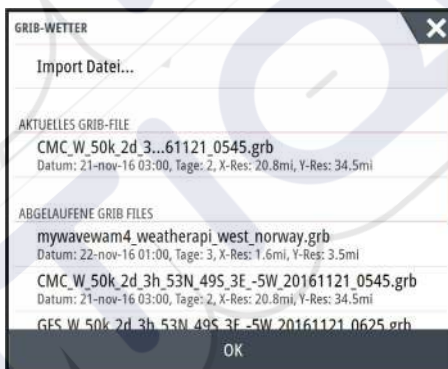 GRIB-WETTER
Import Datei...
AKTUELLES GRIB-FILE
CMC_W_50k_2d_3...61121_0545.grb
Datum: 21-nov-16 03:00, Tage: 2, X-Res: 20.8mi, Y-Res: 34.5mi
ABGELAUFENE GRIB FILES
mywavewam4_weatherapi_west_norway.grb
Datum: 22-nov-16 01:00, Tage: 3, X-Res: 1.6mi, Y-Res: 3.5mi
CMC_W_50k_2d_3h_53N_49S_3E_-5W_20161121_0545.grb
Datum: 21-nov-16 03:00, Tage: 2, X-Res: 20.8mi, Y-Res: 34.5mi
GFS_W_50k_2d_3h_53N_49S_3E_-5W_20161121_0625.grb
OK